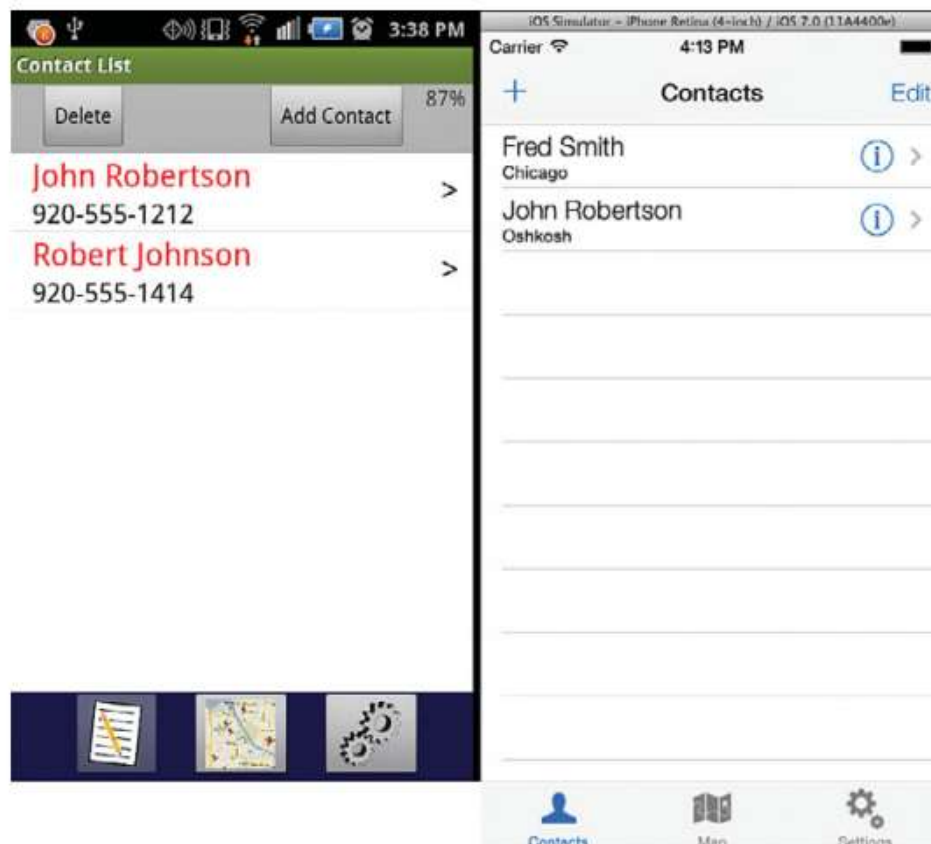 3:38 PM
Contact List
Delete
Add Contact
87%
John Robertson
920-555-1212
>
Robert Johnson
920-555-1414
>
iOS Simulator - iPhone Retina (4-inch) / iOS 7.0 (11A4400e)
Carrier
4:13 PM
+
Contacts
Edit
Fred Smith
Chicago
John Robertson
Oshkosh
Contacts
Map
Settings